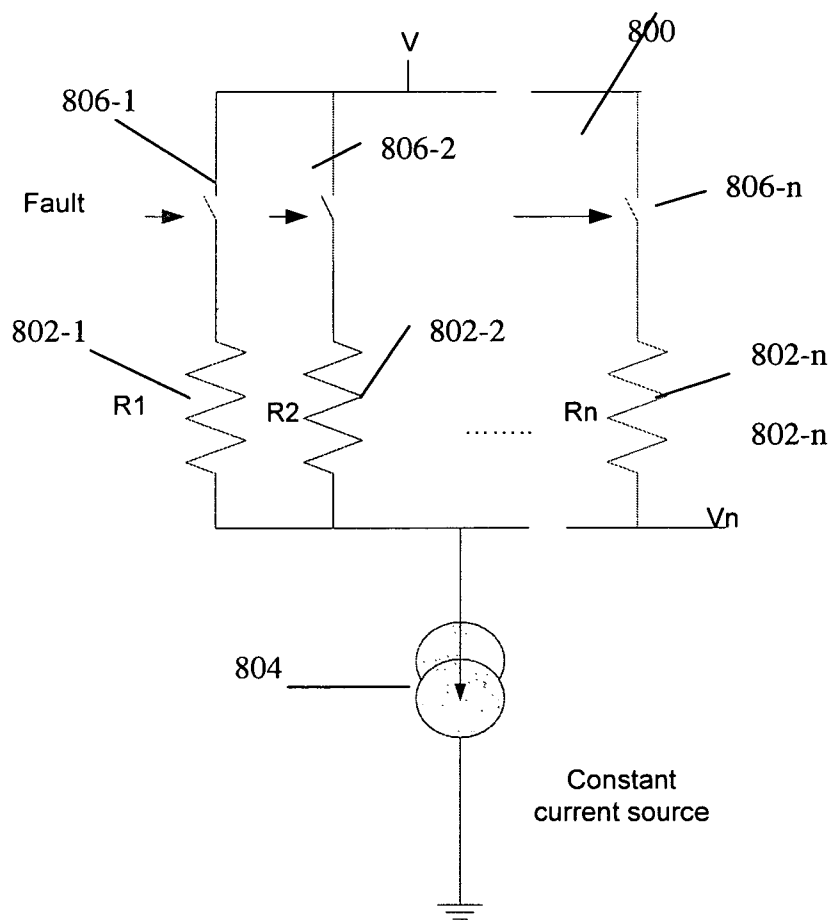 800
V
806-1
806-2
806-n
Fault
802-1
802-2
802-n
R1
R2
Rn
802-n
........
Vn
804
Constant
current source